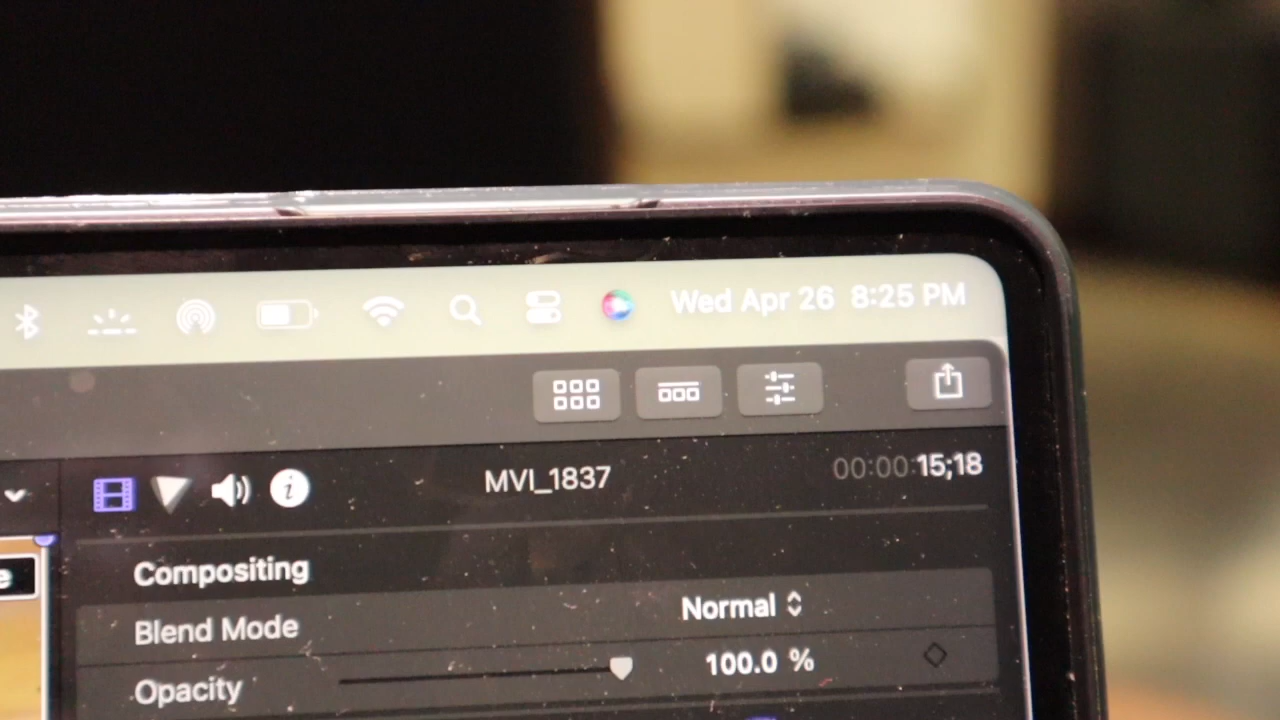 Wed Apr 26 8:25 PM
MVI_1837
00:00:15;18
Compositing
Blend Mode
Normal
Opacity
100.0 %